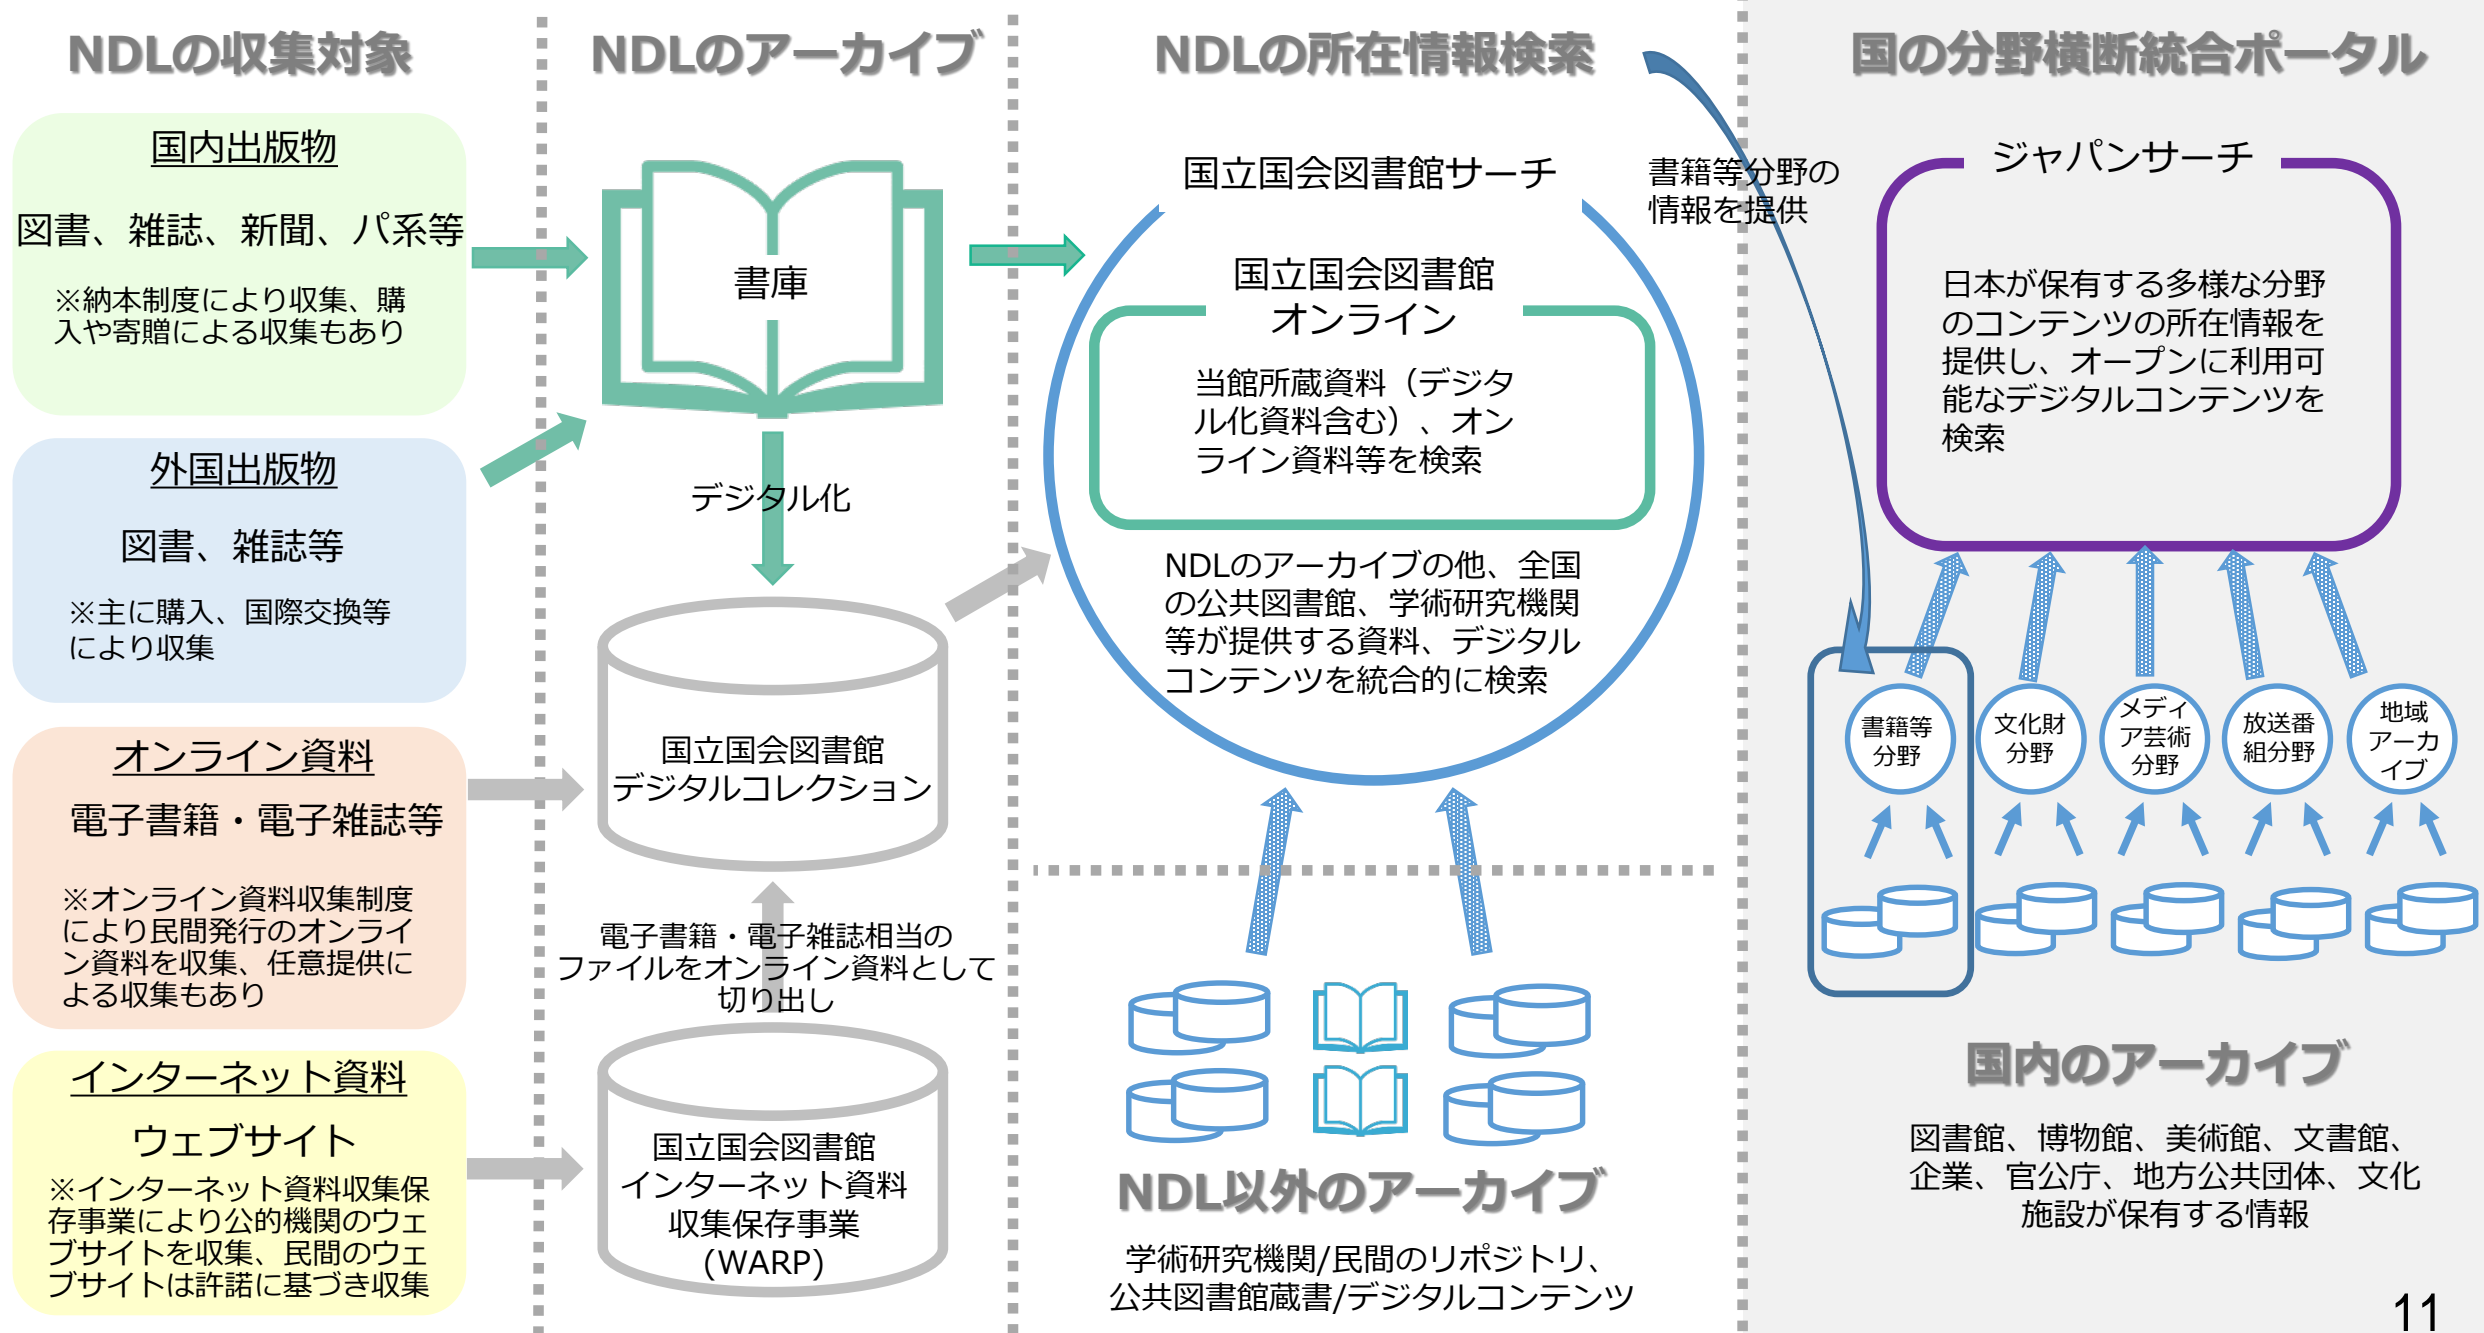 NDLの収集対象
国内出版物
図書、雑誌、新聞、パ系等
※納本制度により収集、購
入や寄贈による収集もあり
外国出版物
図書、雑誌等
※主に購入、国際交換等
により収集
オンライン資料
電子書籍・電子雑誌等
※オンライン資料収集制度
により民間発行のオンライ
ン資料を収集、任意提供に
よる収集もあり
インターネット資料
ウェブサイト
※インターネット資料収集保
存事業により公的機関のウェ
ブサイトを収集、民間のウェ
ブサイトは許諾に基づき収集
NDLのアーカイブ
書庫
デジタル化
国立国会図書館
デジタルコレクション
電子書籍・電子雑誌相当の
ファイルをオンライン資料として
切り出し
国立国会図書館
インターネット資料
収集保存事業
（WARP）
NDLの所在情報検索
国立国会図書館サーチ
国立国会図書館
オンライン
当館所蔵資料（デジタ
ル化資料含む）、オン
ライン資料等を検索
NDLのアーカイブの他、全国
の公共図書館、学術研究機関
等が提供する資料、デジタル
コンテンツを統合的に検索
NDL以外のアーカイブ
学術研究機関/民間のリポジトリ、
公共図書館蔵書/デジタルコンテンツ
書籍等分野の
情報を提供
国の分野横断統合ポータル
ジャパンサーチ
日本が保有する多様な分野
のコンテンツの所在情報を
提供し、オープンに利用可
能なデジタルコンテンツを
検索
書籍等
分野
文化財
分野
メディ
ア芸術
分野
放送番
組分野
地域
アーカ
イブ
国内のアーカイブ
図書館、博物館、美術館、文書館、
企業、官公庁、地方公共団体、文化
施設が保有する情報
11